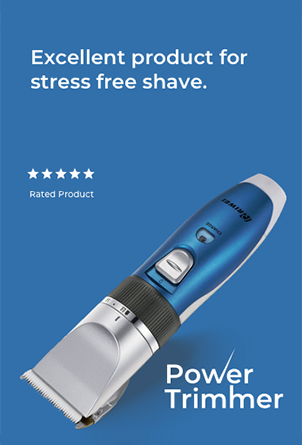 Excellent product for
stress free shave.
Rated Product
Power
Trimmer